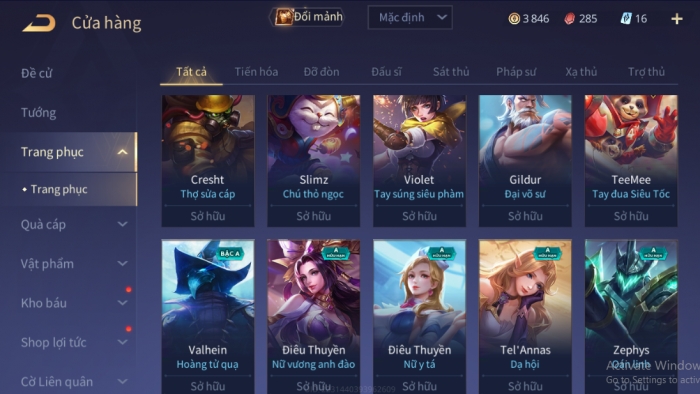 Cửa hàng
Đổi mảnh
Mặc định
3 846
285
16
Đề cử
Tướng
Trang phục
Trang phục
Quà cáp
Vật phẩm
Kho báu
Shop lợi tức
Cờ Liên quân
Tất cả Tiến hóa Đỡ đòn Đấu sĩ Sát thủ Pháp sư Xạ thủ Trợ thủ
Cresht
Thợ sửa cáp
Sở hữu
Slimz
Chú thỏ ngọc
Sở hữu
Violet
Tay súng siêu phàm
Sở hữu
Gildur
Đại võ sư
Sở hữu
TeeMee
Tay đua Siêu Tốc
Sở hữu
BẬC A
Valhein
Hoàng tử quạ
Sở hữu
A
HỮU HẠN
Điêu Thuyền
Nữ vương anh đào
Sở hữu
A
HỮU HẠN
Điêu Thuyền
Nữ y tá
Sở hữu
A
HỮU HẠN
Tel'Annas
Dạ hội
Sở hữu
A
HỮU HẠN
Zephys
Sở hữu
Activate Window
Go to Settings to activ